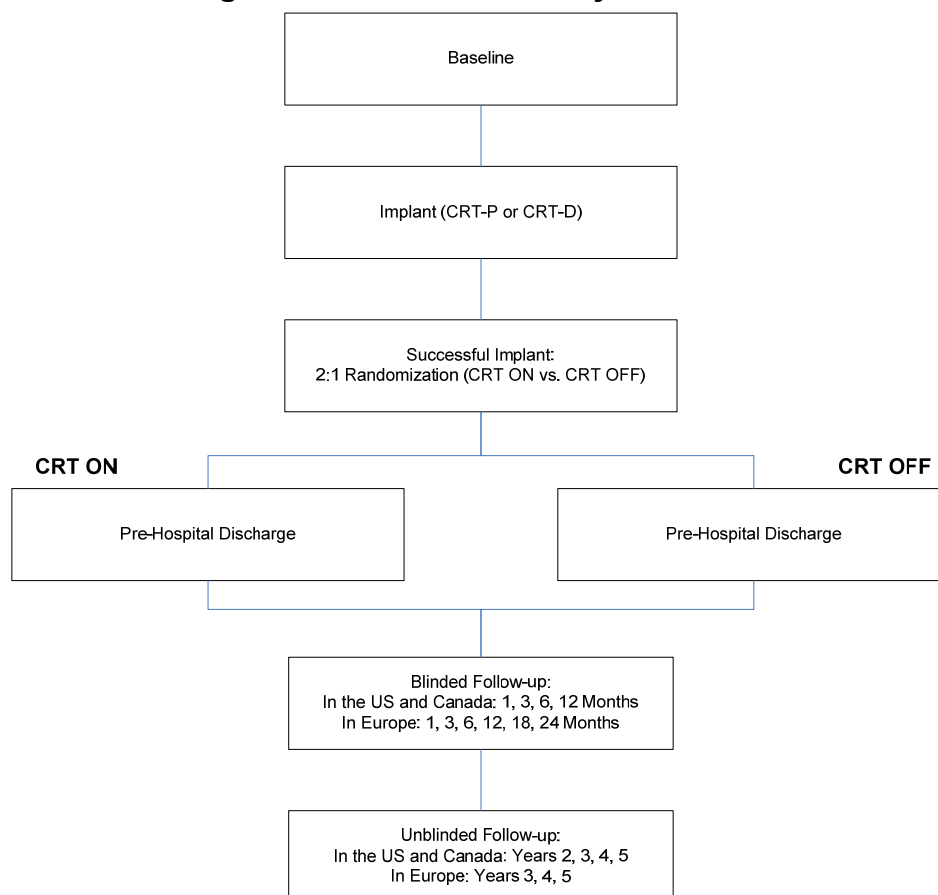 Baseline
Implant (CRT-P or CRT-D)
Successful Implant:
2:1 Randomization (CRT ON vs. CRT OFF)
CRT ON
CRT OFF
Pre-Hospital Discharge
Pre-Hospital Discharge
Blinded Follow-up:
In the US and Canada: 1, 3, 6, 12 Months
In Europe: 1, 3, 6, 12, 18, 24 Months
Unblinded Follow-up:
In the US and Canada: Years 2, 3, 4, 5
In Europe: Years 3, 4, 5